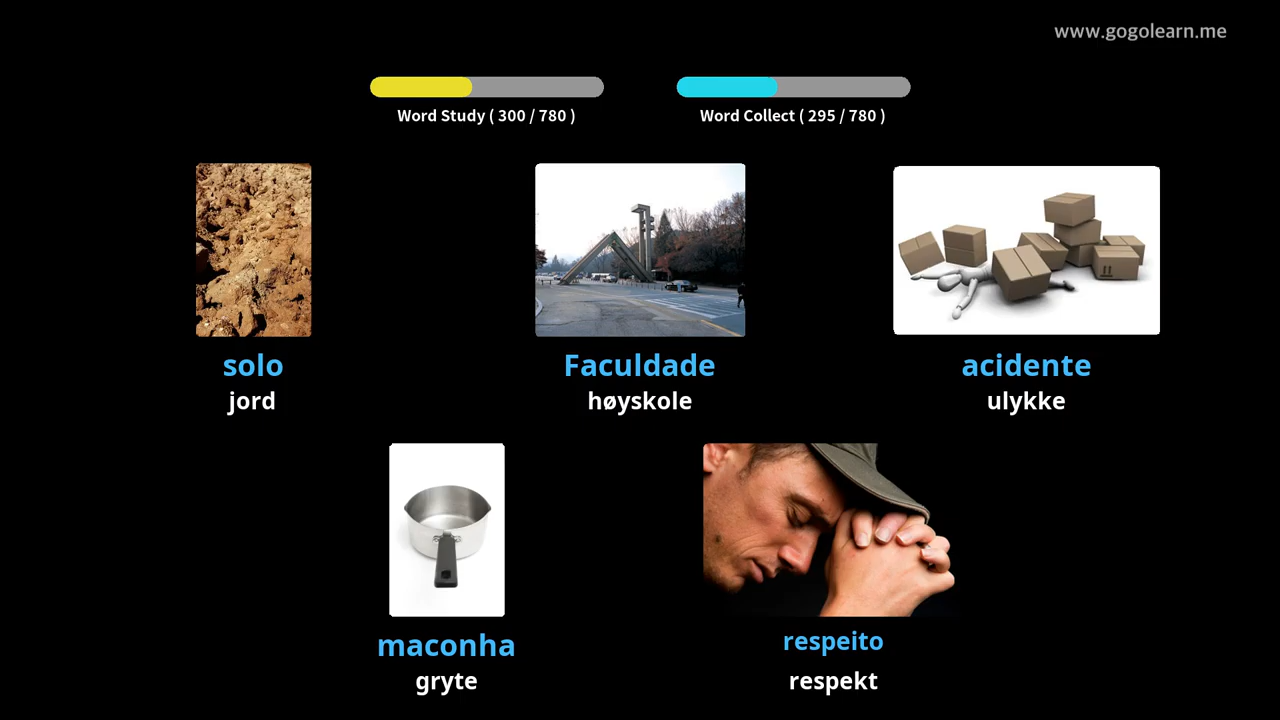 www.gogolearn.me
Word Study ( 300 / 780 )
Word Collect ( 295 / 780 )
solo
jord
Faculdade
høyskole
acidente
ulykke
maconha
gryte
respeito
respekt